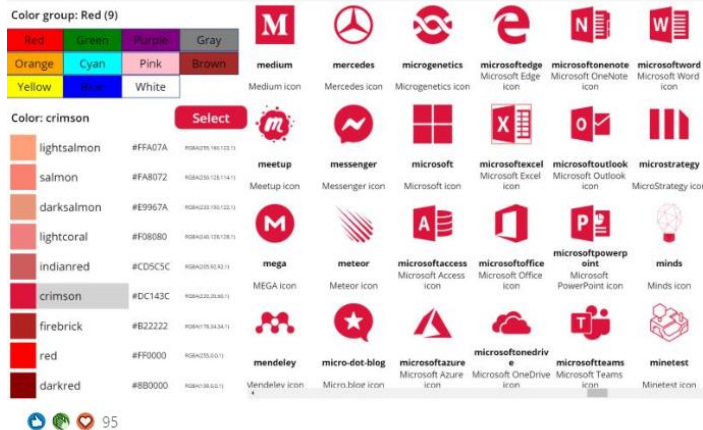 Color group: Red (9)
Red Green Purple Gray
Orange Cyan Pink Brown
Yellow Blue White
Color: crimson Select
lightsalmon #FFA07A
salmon #FA8072
darksalmon #E9967A
lightcoral #F08080
indianred #CD5C5C
crimson #DC143C
firebrick #B22222
red #FF0000
darkred #8B0000
medium
Medium icon
mercedes
Mercedes icon
microgenetics
Microgenetics icon
microsoftedge
Microsoft Edge
icon
microsoftonenote
Microsoft OneNote
icon
microsoftword
Microsoft Word
icon
meetup
Meetup icon
messenger
Messenger icon
microsoft
Microsoft icon
microsoftexcel
Microsoft Excel
icon
microsoftoutlook
Microsoft Outlook
icon
microstrategy
MicroStrategy ico
mega
MEGA icon
meteor
Meteor icon
microsoftaccess
Microsoft Access
icon
microsoftoffice
Microsoft Office
icon
microsoftpowerp
oint
Microsoft
PowerPoint icon
minds
Minds icon
mendeley
Mendeley icon
micro-dot-blog
Micro.blog icon
microsoftazure
Microsoft Azure
icon
microsoftonedriv
e
Microsoft OneDrive
icon
microsoftteams
Microsoft Teams
icon
minetest
Minetest icon
95